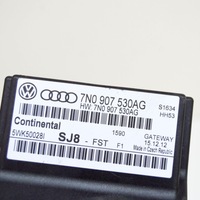 7N0 907 530AG
HW: 7N0 907 530AG
S1634
HH53
Continental
5WK50028I
1590
SJ8 - FST
F1
GATEWAY
15.12.12
Made in Czech Republic